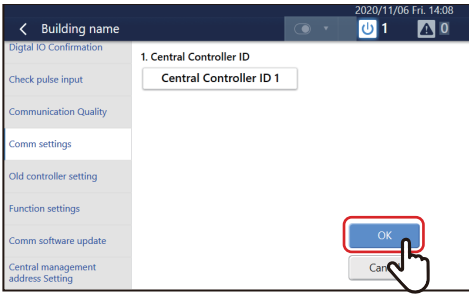 2020/11/06 Fri. 14:08
Building name
1
0
Digtal IO Confirmation
Check pulse input
Communication Quality
Comm settings
Old controller setting
Function settings
Comm software update
Central management
address Setting
1. Central Controller ID
Central Controller ID 1
OK